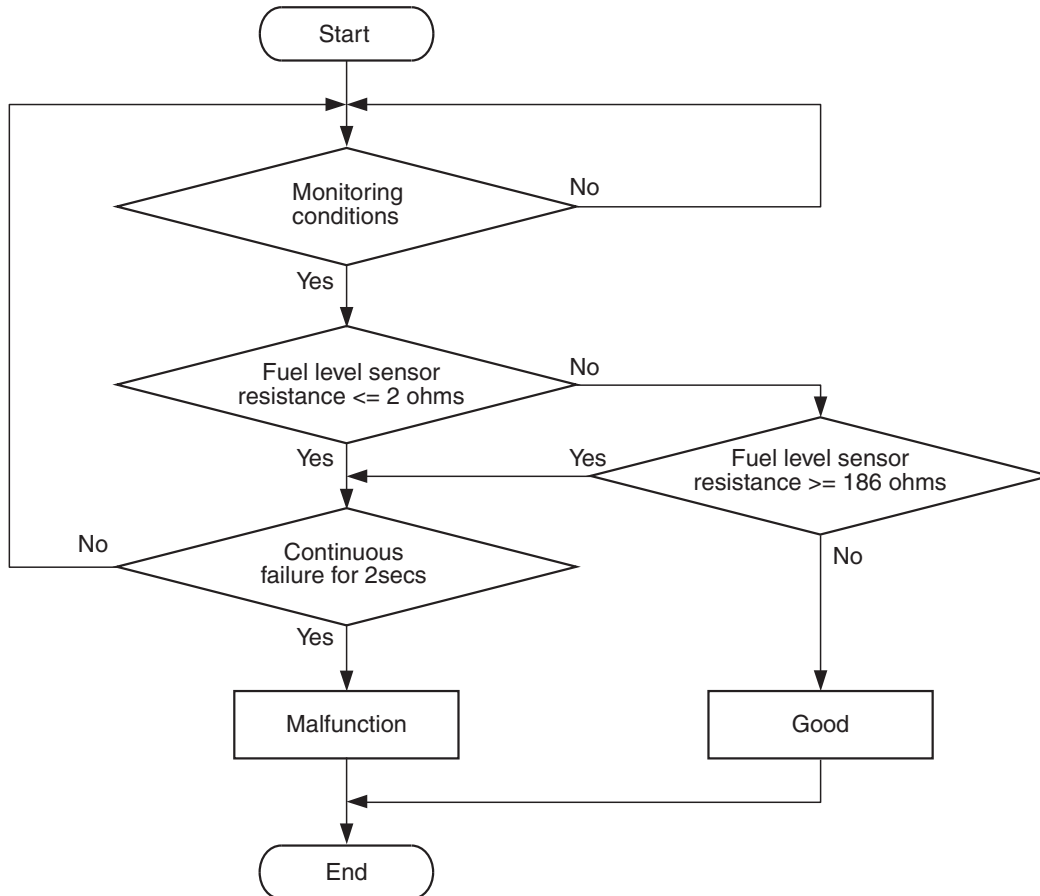 Start
Monitoring
conditions
No
Yes
Fuel level sensor
resistance <= 2 ohms
No
Yes
Fuel level sensor
resistance >= 186 ohms
Yes
No
Continuous
failure for 2secs
No
Yes
Malfunction
Good
End